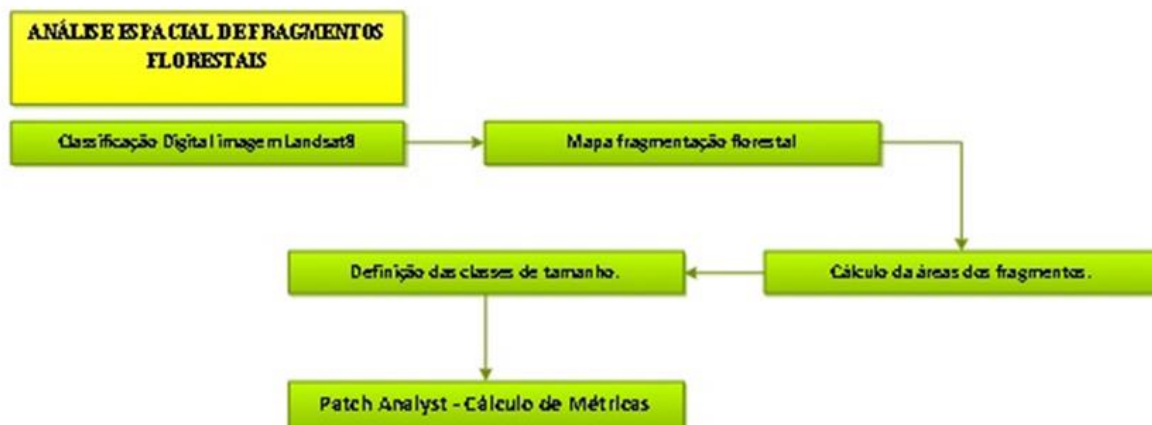 ANÁLISE ESPACIAL DE FRAGMENTOS
FLORESTAIS
Classificação Digital imagem Landsat8
Mapa fragmentação florestal
Cálculo da áreas dos fragmentos.
Definição das classes de tamanho.
Patch Analyst - Cálculo de Métricas